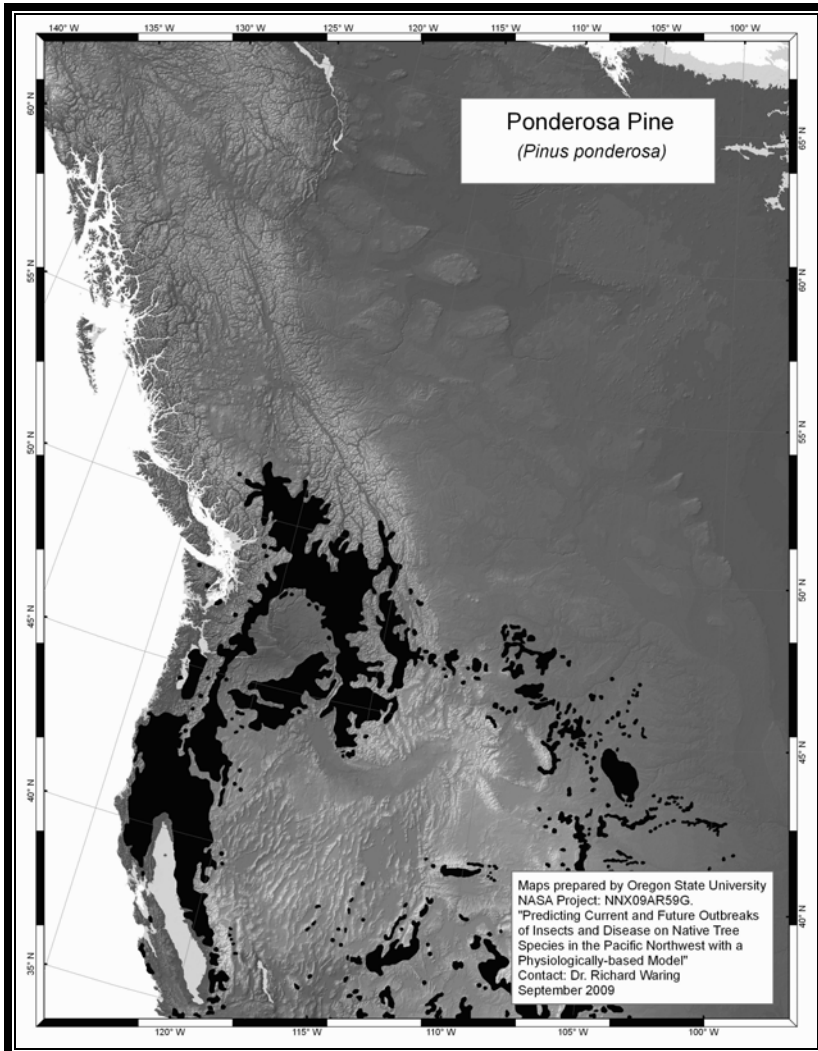 140° W 135° W 130° W 125° W 120° W 115° W 110° W 105° W 100° W
Ponderosa Pine
(Pinus ponderosa)
60° N
55° N
50° N
45° N
40° N
35° N
65° N
60° N
55° N
50° N
45° N
40° N
Maps prepared by Oregon State University
NASA Project: NNX09AR59G.
"Predicting Current and Future Outbreaks
of Insects and Disease on Native Tree
Species in the Pacific Northwest with a
Physiologically-based Model"
Contact: Dr. Richard Waring
September 2009
120° W 115° W 110° W 105° W 100° W